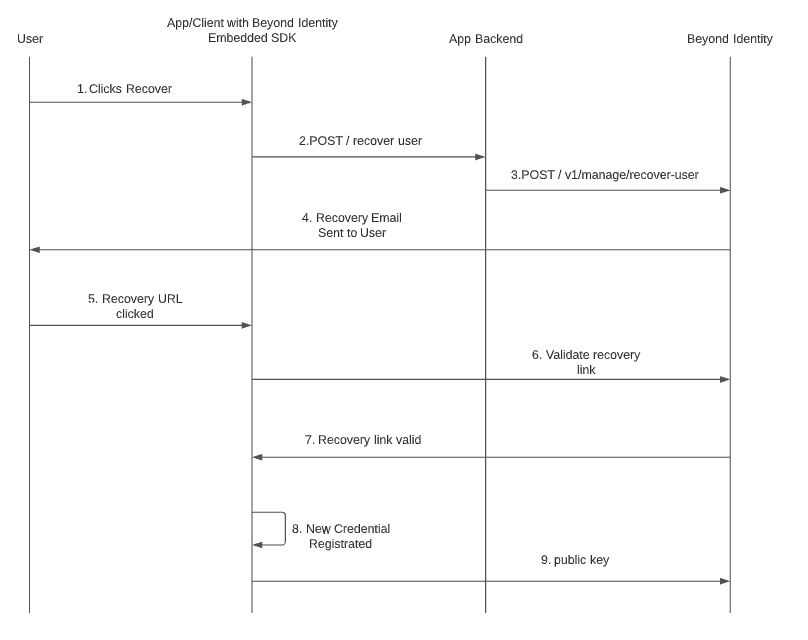 App/Client with Beyond Identity
User
Embedded SDK
App Backend
Beyond Identity
1.Clicks Recover
2.POST / recover user
3.POST / v1/manage/recover-user
4. Recovery Email
Sent to User
5. Recovery URL
clicked
6. Validate recovery
link
7. Recovery link valid
8. New Credential
Registrated
9. public key